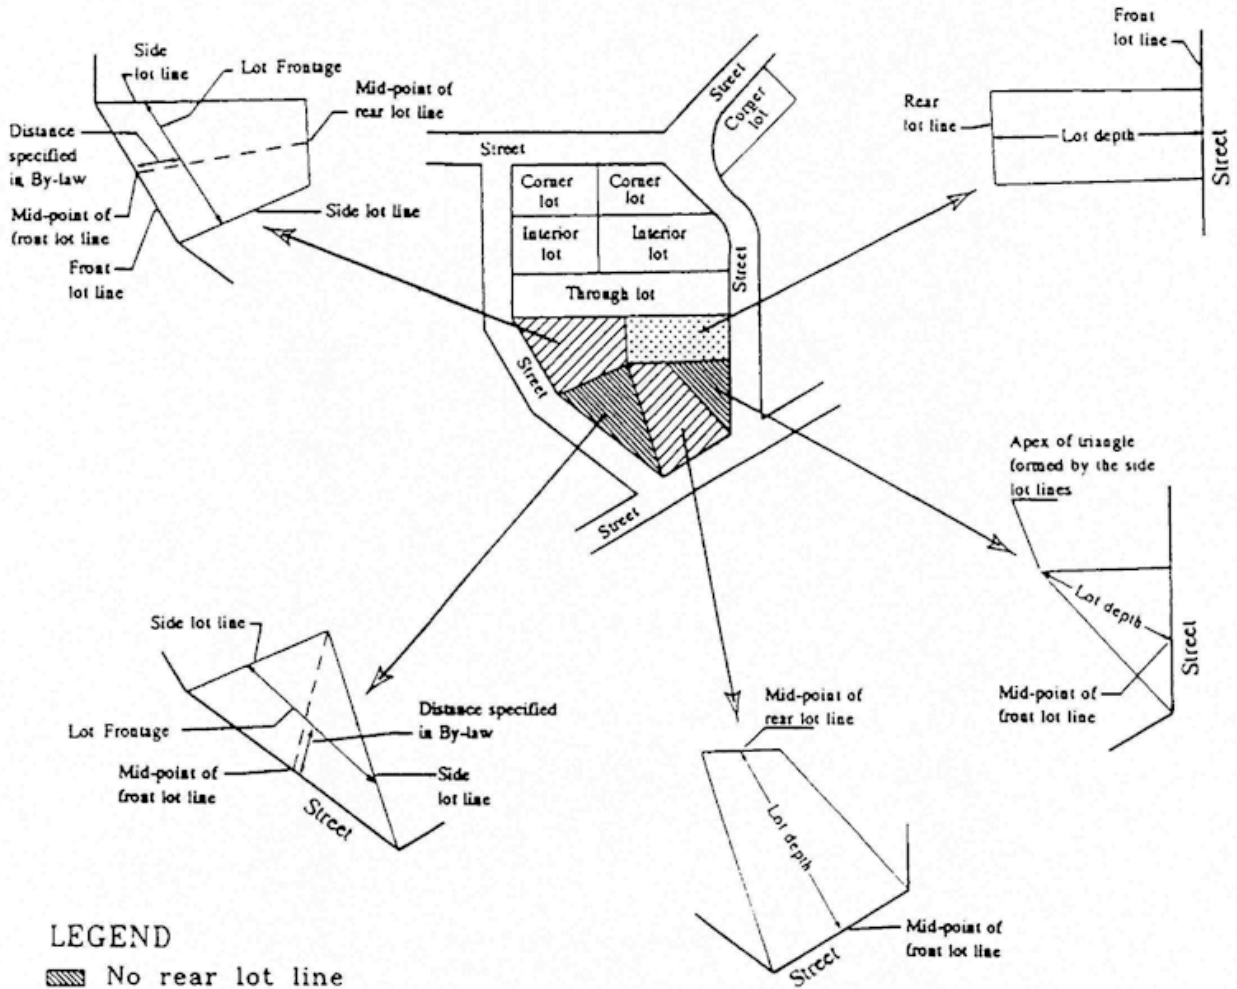 Side
lot line
Lot Frontage
Mid-point of
rear lot line
Distance
specified
in By-law
Mid-point of
front lot line
Front
lot line
Side lot line
Street
Street
Corner
lot
Corner
lot
Corner
lot
Interior
lot
Interior
lot
Through lot
Street
Street
Street
Front
lot line
Rear
lot line
Lot depth
Street
Apex of triangle
formed by the side
lot lines
Lot depth
Street
Mid-point of
front lot line
Side lot line
Lot Frontage
Distance specified
in By-law
Mid-point of
front lot line
Side
lot line
Street
Mid-point of
rear lot line
Lot depth
Mid-point of
front lot line
Street
LEGEND
No rear lot line